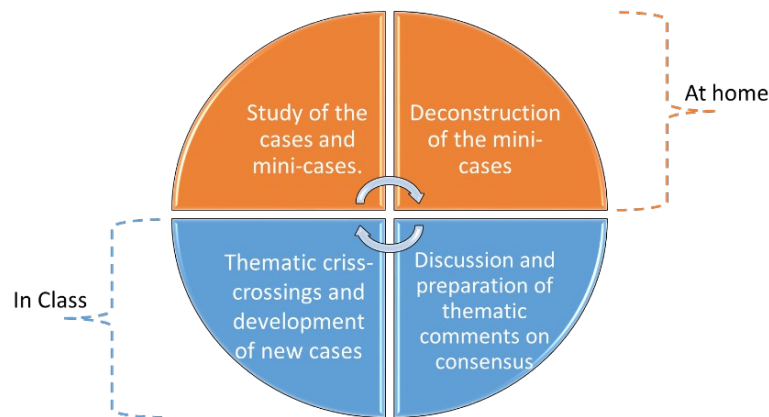 Study of the
cases and
mini-cases.
Deconstruction
of the mini-
cases
At home
In Class
Thematic criss-
crossings and
development
of new cases
Discussion and
preparation of
thematic
comments on
consensus